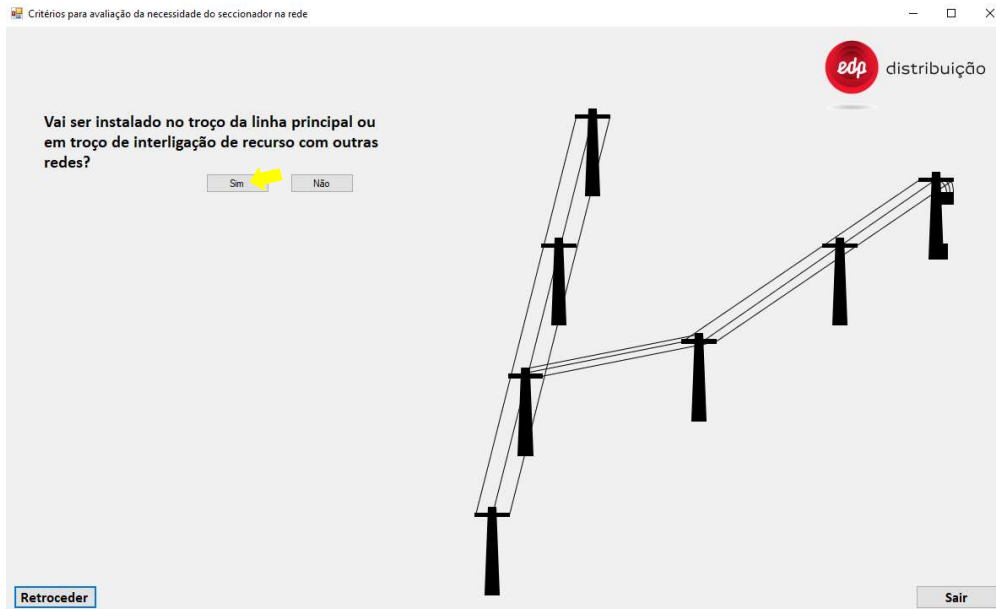 Critérios para avaliação da necessidade do seccionador na rede
edp distribuição
Vai ser instalado no troço da linha principal ou
em troço de interligação de recurso com outras
redes?
Sim Não
Retroceder Sair